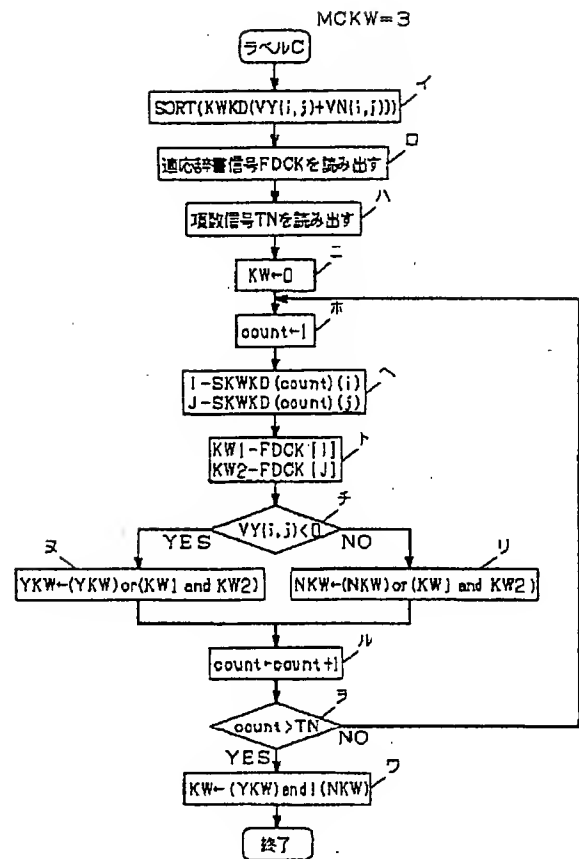 MCKW=3
ラベルC
SORT(KWKD(VY(i,j)+VN(i,j)))
イ
適応辞書信号FDCKを読み出す
ロ
項数信号TNを読み出す
ハ
KW←0
ニ
count←1
ホ
I-SKWKD(count)(i)
J-SKWKD(count)(j)
ヘ
KW1-FDCK[I]
KW2-FDCK[J]
ト
VY(i,j)<0
チ
YES
NO
YKW←(YKW)or(KW1 and KW2)
ヌ
NKW←(NKW)or(KW1 and KW2)
リ
count←count+1
ル
count>TN
ヲ
YES
NO
KW←(YKW)and!(NKW)
ワ
終了